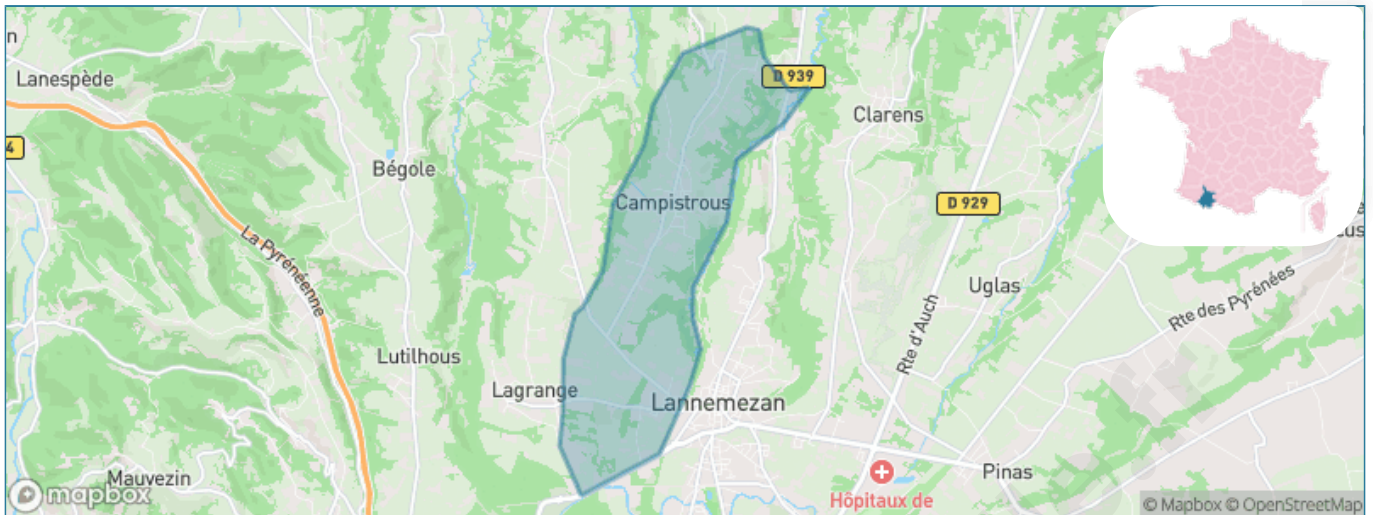 n
Lanespède
D 939
Clarens
4
Bégole
Campistrous
D 929
La Pyrénéenne
Uglas
Rte des Pyrénées
Rte d'Auch
Lutilhous
Lagrange
Lannemezan
Mauvezin
Pinas
Hôpitaux de
mapbox
© Mapbox © OpenStreetMap